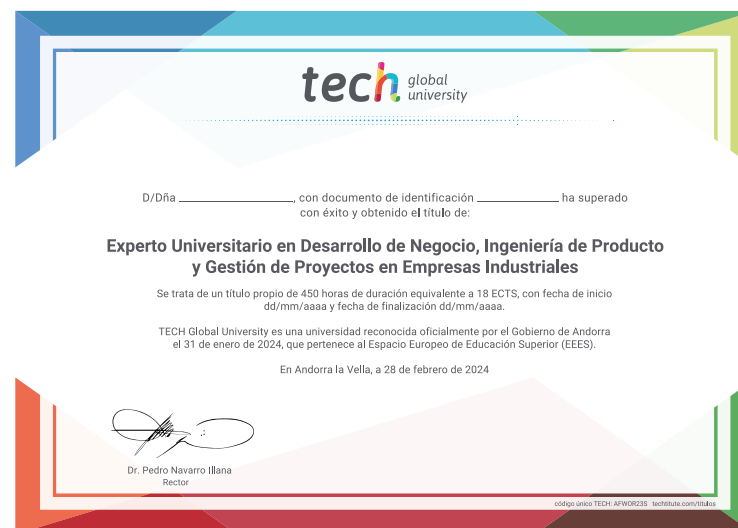 tech global university
D/Dña ______________________, con documento de identificación ________________ ha superado
con éxito y obtenido el título de:
Experto Universitario en Desarrollo de Negocio, Ingeniería de Producto
y Gestión de Proyectos en Empresas Industriales
Se trata de un título propio de 450 horas de duración equivalente a 18 ECTS, con fecha de inicio
dd/mm/aaaa y fecha de finalización dd/mm/aaaa.
TECH Global University es una universidad reconocida oficialmente por el Gobierno de Andorra
el 31 de enero de 2024, que pertenece al Espacio Europeo de Educación Superior (EEES).
En Andorra la Vella, a 28 de febrero de 2024
Dr. Pedro Navarro Illana
Rector
código único TECH: AFWOR23S techtitute.com/títulos